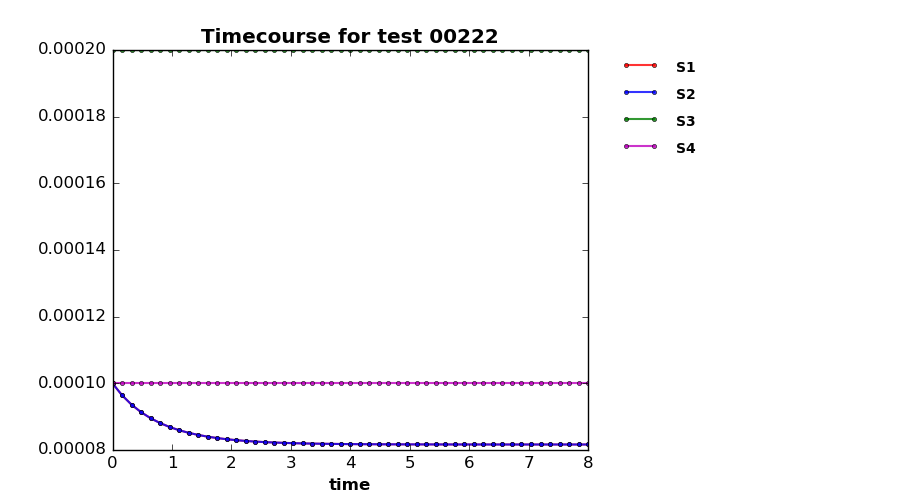 Timecourse for test 00222
0.00020
0.00018
0.00016
0.00014
0.00012
0.00010
0.00008
0 1 2 3 4 5 6 7 8
time
S1
S2
S3
S4